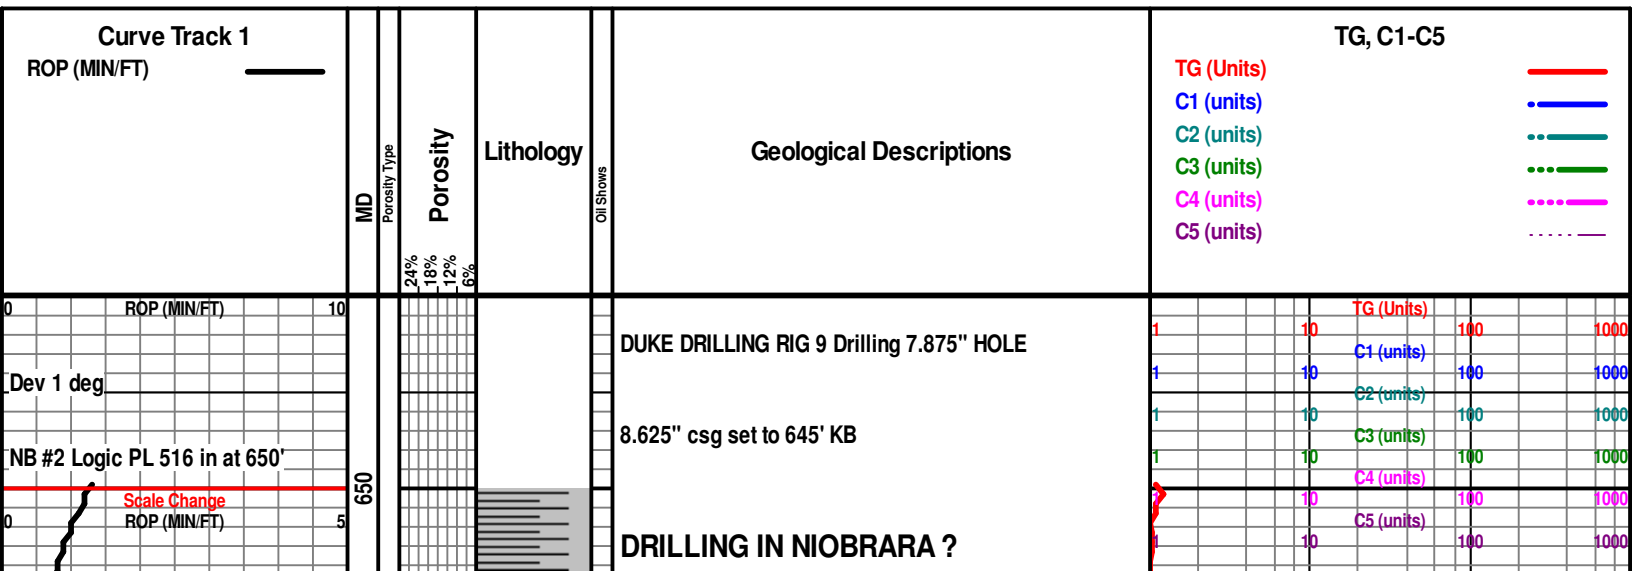 Curve Track 1
ROP (MIN/FT)
MD
Porosity Type
Porosity
24%
18%
12%
6%
Lithology
Oil Shows
Geological Descriptions
TG, C1-C5
TG (Units)
C1 (units)
C2 (units)
C3 (units)
C4 (units)
C5 (units)
0 ROP (MIN/FT) 10
Dev 1 deg
NB #2 Logic PL 516 in at 650'
Scale Change
0 ROP (MIN/FT) 5
650
DUKE DRILLING RIG 9 Drilling 7.875" HOLE
8.625" csg set to 645' KB
DRILLING IN NIOBRARA ?
TG (Units)
1 10 100 1000
C1 (units)
1 10 100 1000
C2 (units)
1 10 100 1000
C3 (units)
1 10 100 1000
C4 (units)
1 10 100 1000
C5 (units)
1 10 100 1000